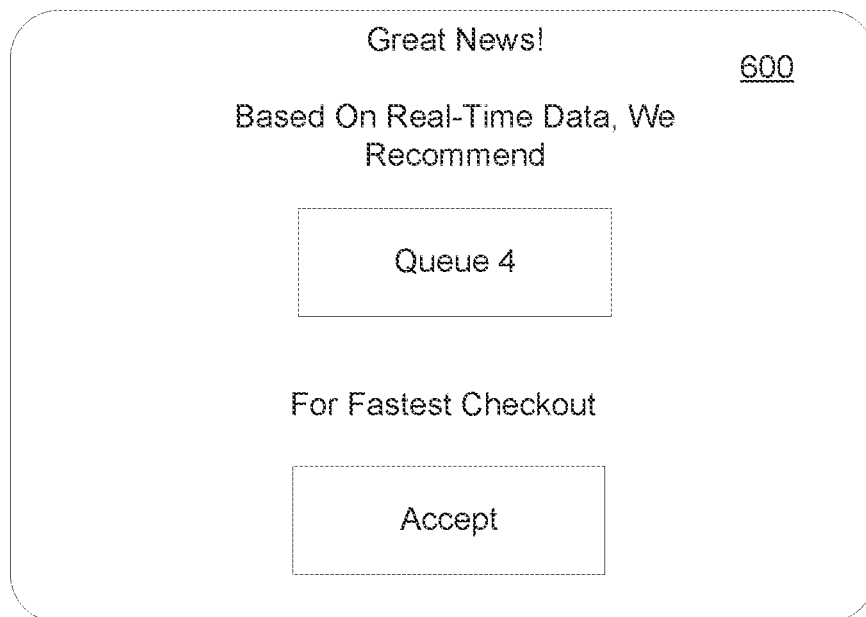 Great News!
600
Based On Real-Time Data, We
Recommend
Queue 4
For Fastest Checkout
Accept